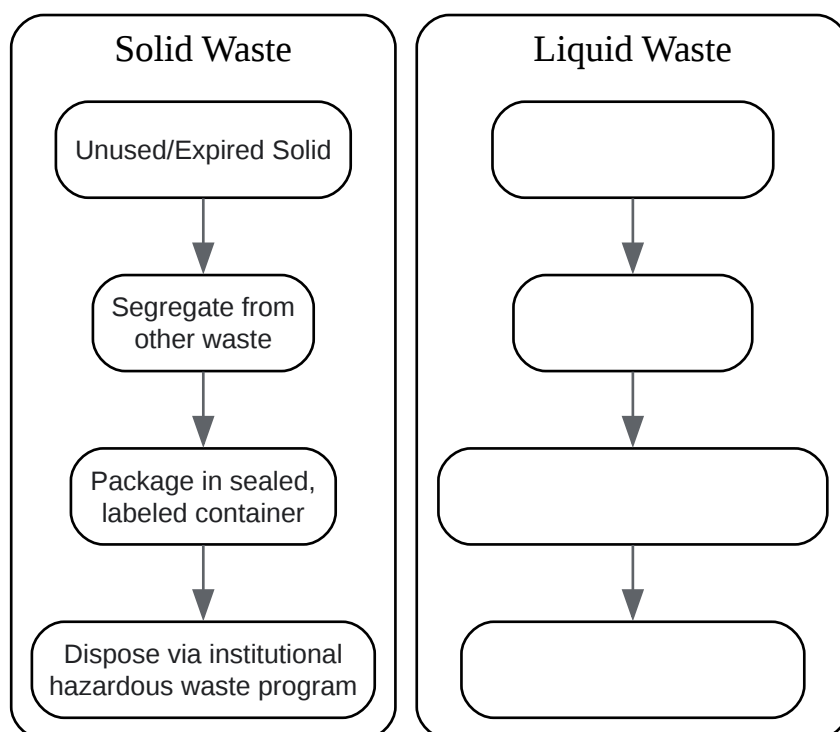 Solid Waste
Unused/Expired Solid
Segregate from
other waste
Package in sealed,
labeled container
Dispose via institutional
hazardous waste program
Liquid Waste